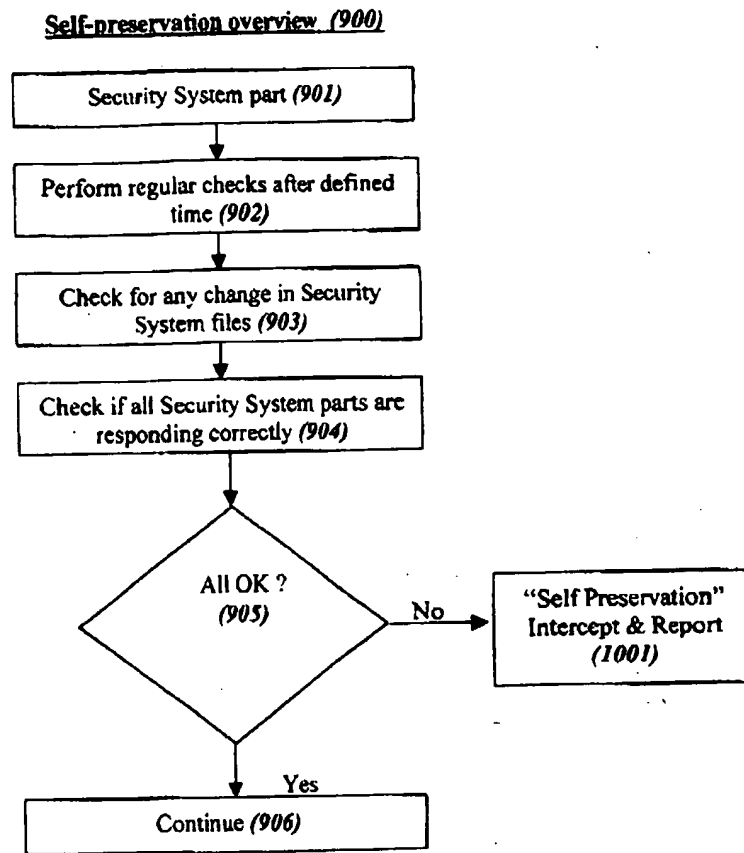 Self-preservation overview (900)
Security System part (901)
Perform regular checks after defined
time (902)
Check for any change in Security
System files (903)
Check if all Security System parts are
responding correctly (904)
All OK ?
(905)
No
"Self Preservation"
Intercept & Report
(1001)
Yes
Continue (906)